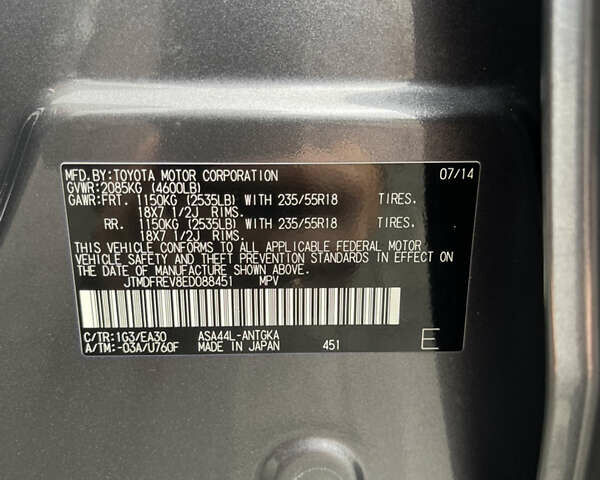 MFD.BY:TOYOTA MOTOR CORPORATION 07/14
GVWR:2085KG (4600LB)
GAWR:FRT. 1150KG (2535LB) WITH 235/55R18 TIRES.
18X7 1/2J RIMS.
RR. 1150KG (2535LB) WITH 235/55R18 TIRES.
18X7 1/2J RIMS.
THIS VEHICLE CONFORMS TO ALL APPLICABLE FEDERAL MOTOR
VEHICLE SAFETY AND THEFT PREVENTION STANDARDS IN EFFECT ON
THE DATE OF MANUFACTURE SHOWN ABOVE.
JTMDFREV8ED088451 MPV
C/TR:1G3/EA30 ASA44L-ANTGKA
A/TM:-03A/U760F MADE IN JAPAN 451 E